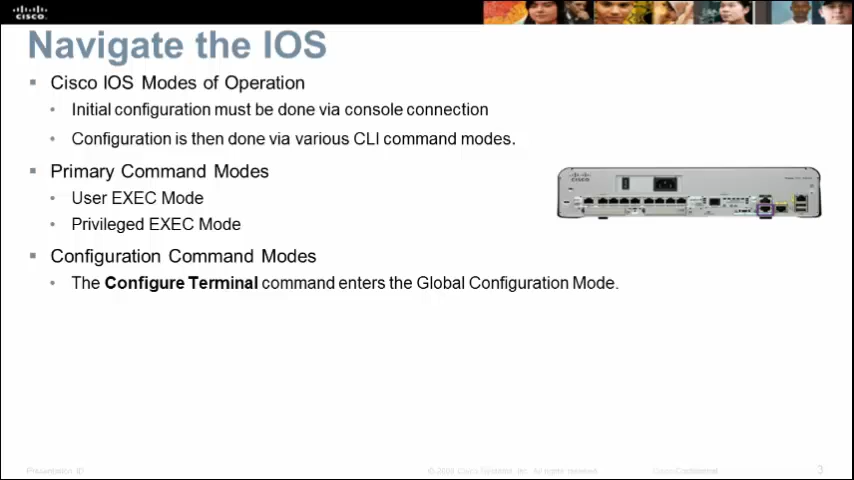 CISCO
Navigate the IOS
Cisco IOS Modes of Operation
Initial configuration must be done via console connection
Configuration is then done via various CLI command modes.
Primary Command Modes
User EXEC Mode
Privileged EXEC Mode
Configuration Command Modes
The Configure Terminal command enters the Global Configuration Mode.
Presentation_ID
© 2008 Cisco Systems, Inc. All rights reserved.
Cisco Confidential
3